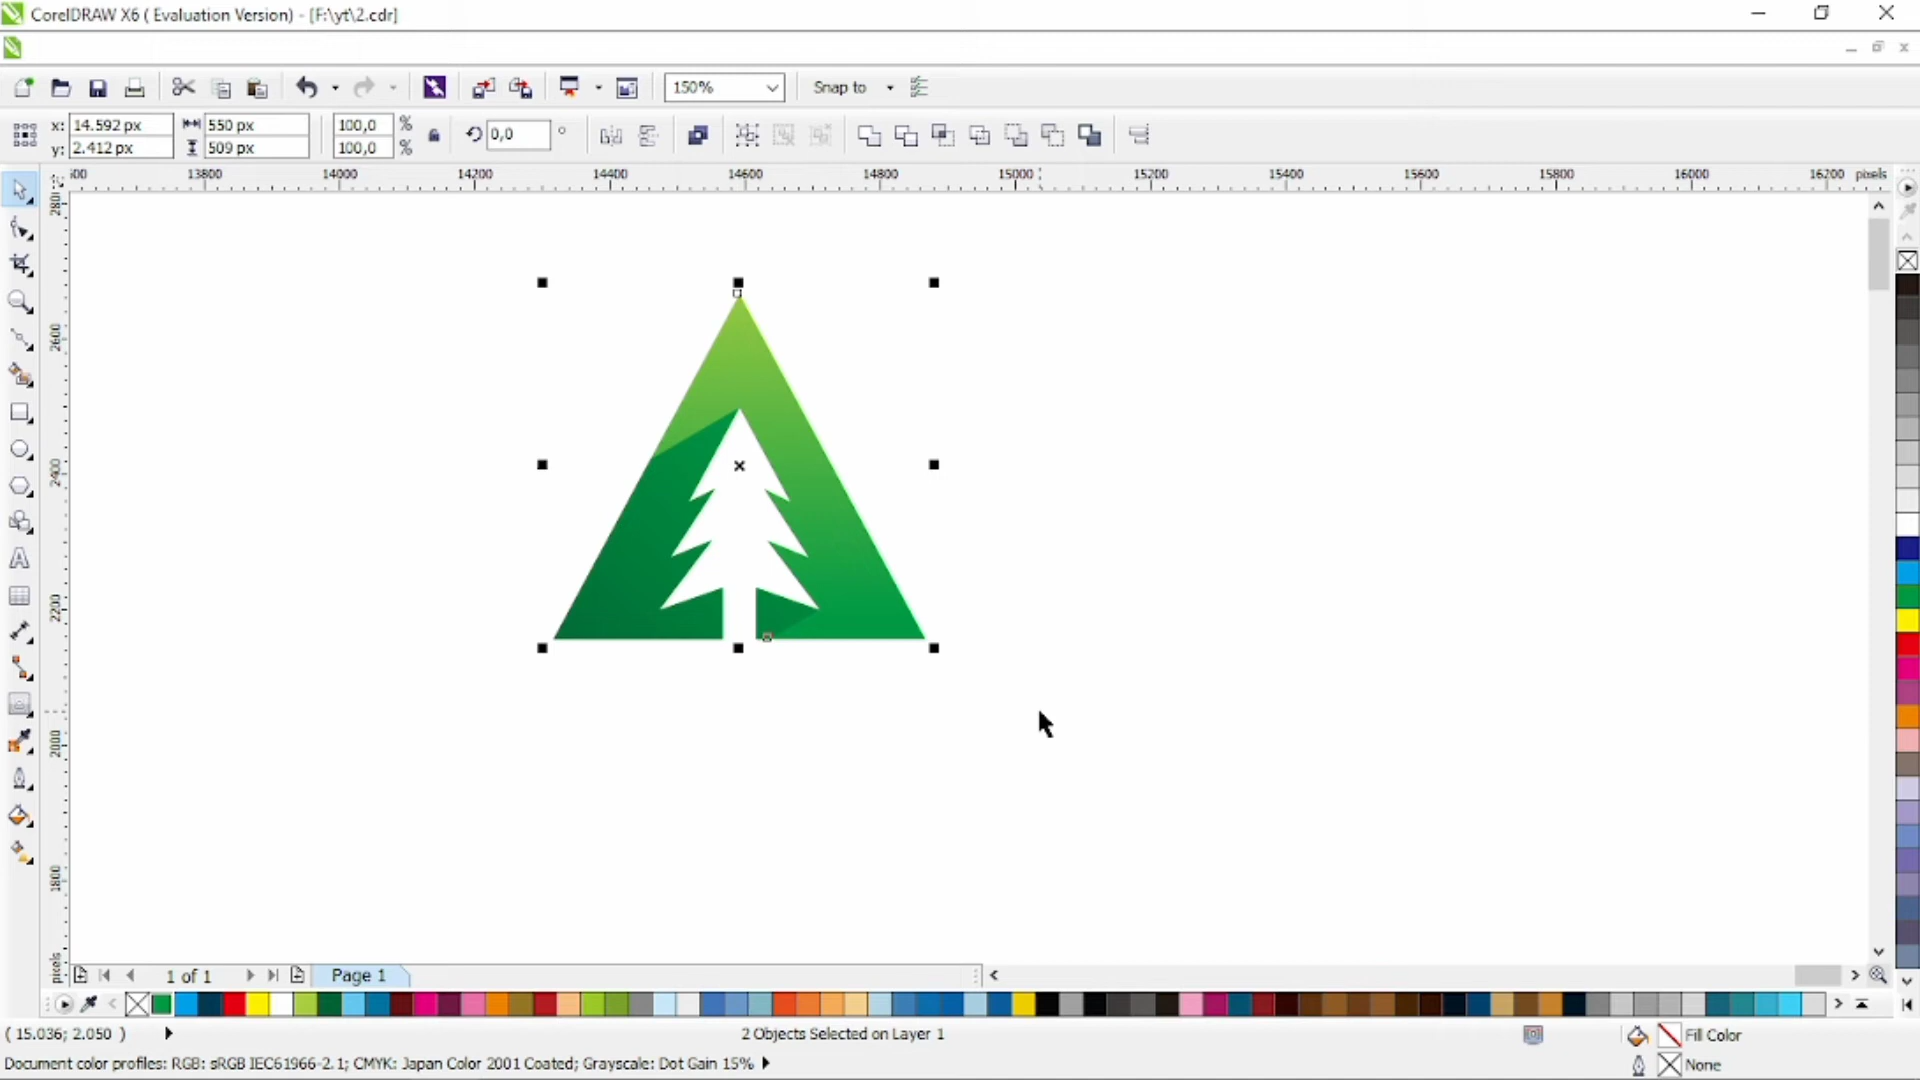 CorelDRAW X6 ( Evaluation Version) - [F:\yt\2.cdr]
150%
Snap to
x: 14.592 px 550 px 100,0 % 0,0 °
y: 2.412 px 509 px 100,0 %
13800 14000 14200 14400 14600 14800 15000 15200 15400 15600 15800 16000 16200 pixels
2800
2600
2400
2200
2000
1800
pixels
1 of 1 Page 1
( 15.036; 2.050 ) 2 Objects Selected on Layer 1 Fill Color
Document color profiles: RGB: sRGB IEC61966-2.1; CMYK: Japan Color 2001 Coated; Grayscale: Dot Gain 15% None